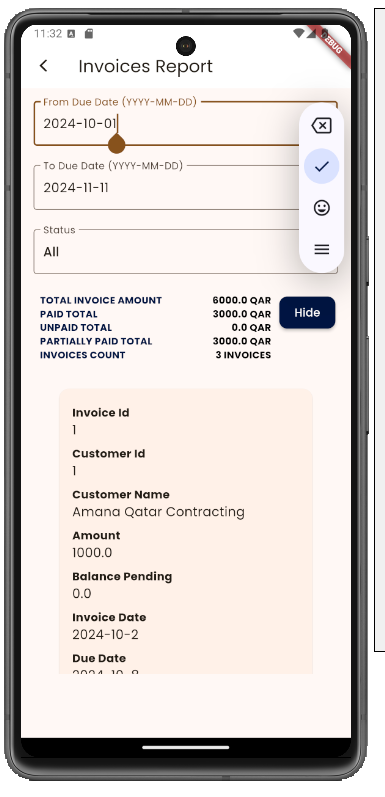 11:32
DEBUG
Invoices Report
From Due Date (YYYY-MM-DD)
2024-10-01
To Due Date (YYYY-MM-DD)
2024-11-11
Status
All
TOTAL INVOICE AMOUNT 6000.0 QAR
PAID TOTAL 3000.0 QAR
UNPAID TOTAL 0.0 QAR
PARTIALLY PAID TOTAL 3000.0 QAR
INVOICES COUNT 3 INVOICES
Hide
Invoice Id
1
Customer Id
1
Customer Name
Amana Qatar Contracting
Amount
1000.0
Balance Pending
0.0
Invoice Date
2024-10-2
Due Date
2024-10-8